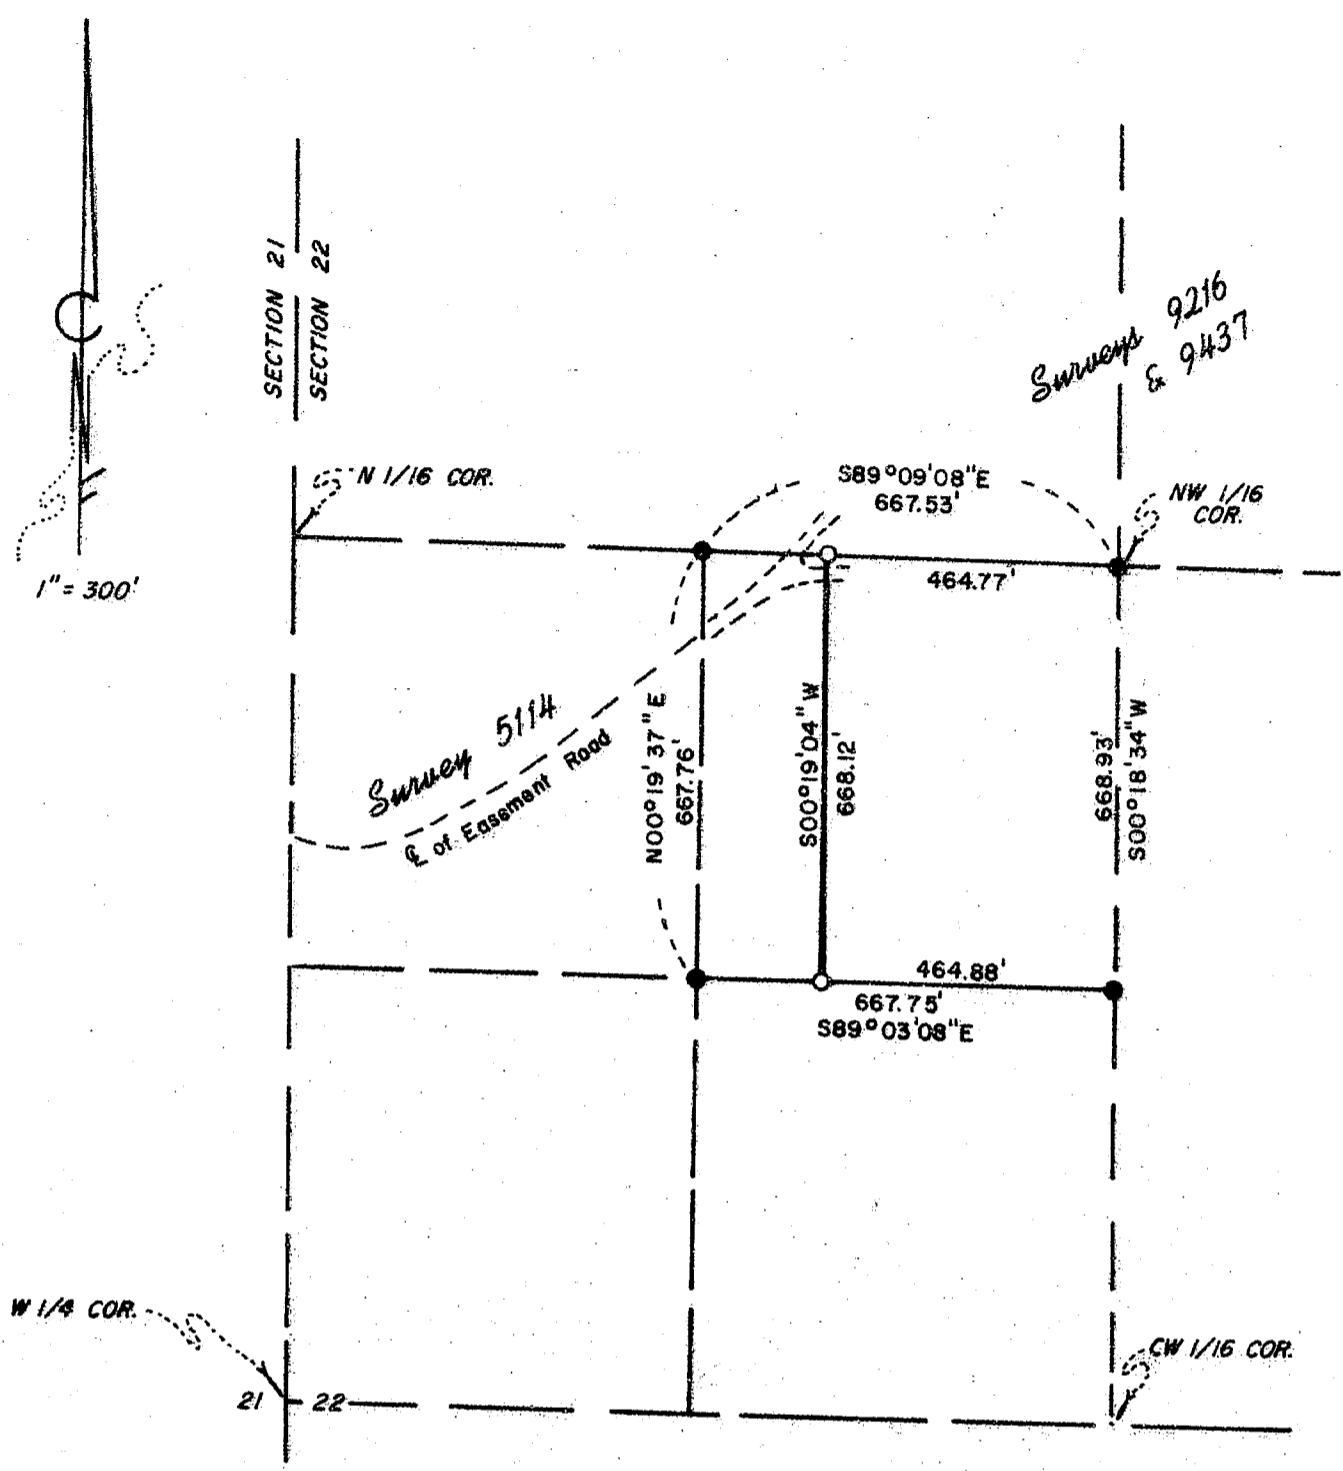 SECTION 21
SECTION 22
Surveys 9216
& 9437
N 1/16 COR.
S89°09'08"E
667.53'
NW 1/16
COR.
1" = 300'
464.77'
Survey 5114
℄ of Easement Road
N00°19'37"E
667.76'
S00°19'04"W
668.12'
668.93'
S00°18'34"W
464.88'
667.75'
S89°03'08"E
W 1/4 COR.
CW 1/16 COR.
21
22